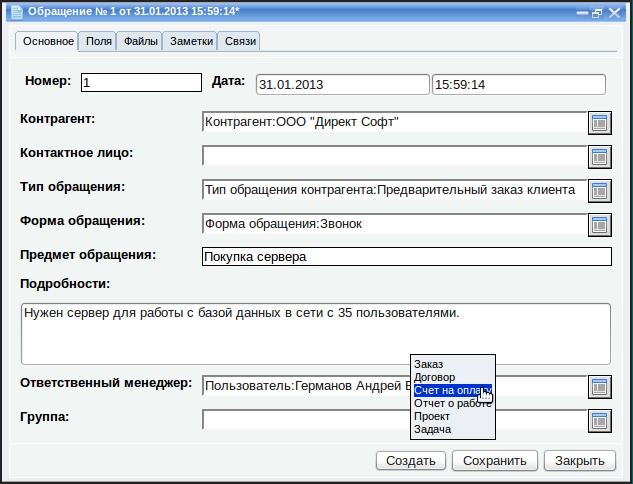 Обращение № 1 от 31.01.2013 15:59:14*
Основное Поля Файлы Заметки Связи
Номер: 1 Дата: 31.01.2013 15:59:14
Контрагент: Контрагент:ООО "Директ Софт"
Контактное лицо:
Тип обращения: Тип обращения контрагента:Предварительный заказ клиента
Форма обращения: Форма обращения:Звонок
Предмет обращения: Покупка сервера
Подробности:
Нужен сервер для работы с базой данных в сети с 35 пользователями.
Ответственный менеджер: Пользователь:Германов Андрей
Группа:
Заказ
Договор
Счет на оплату
Отчет о работе
Проект
Задача
Создать Сохранить Закрыть